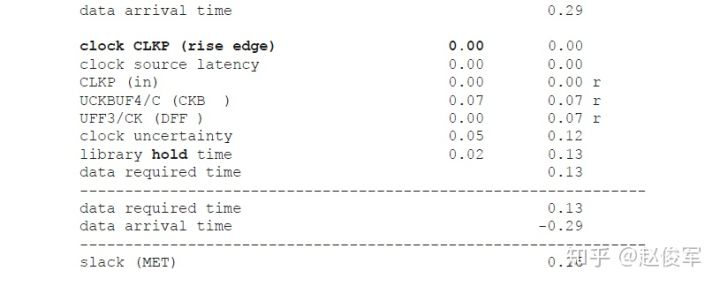 data arrival time 0.29
clock CLKP (rise edge) 0.00 0.00
clock source latency 0.00 0.00
CLKP (in) 0.00 0.00 r
UCKBUF4/C (CKB  ) 0.07 0.07 r
UFF3/CK (DFF ) 0.00 0.07 r
clock uncertainty 0.05 0.12
library hold time 0.02 0.13
data required time 0.13
---------------------------------------------------------------
data required time 0.13
data arrival time -0.29
---------------------------------------------------------------
slack (MET) 0.16
知乎 @赵俊军